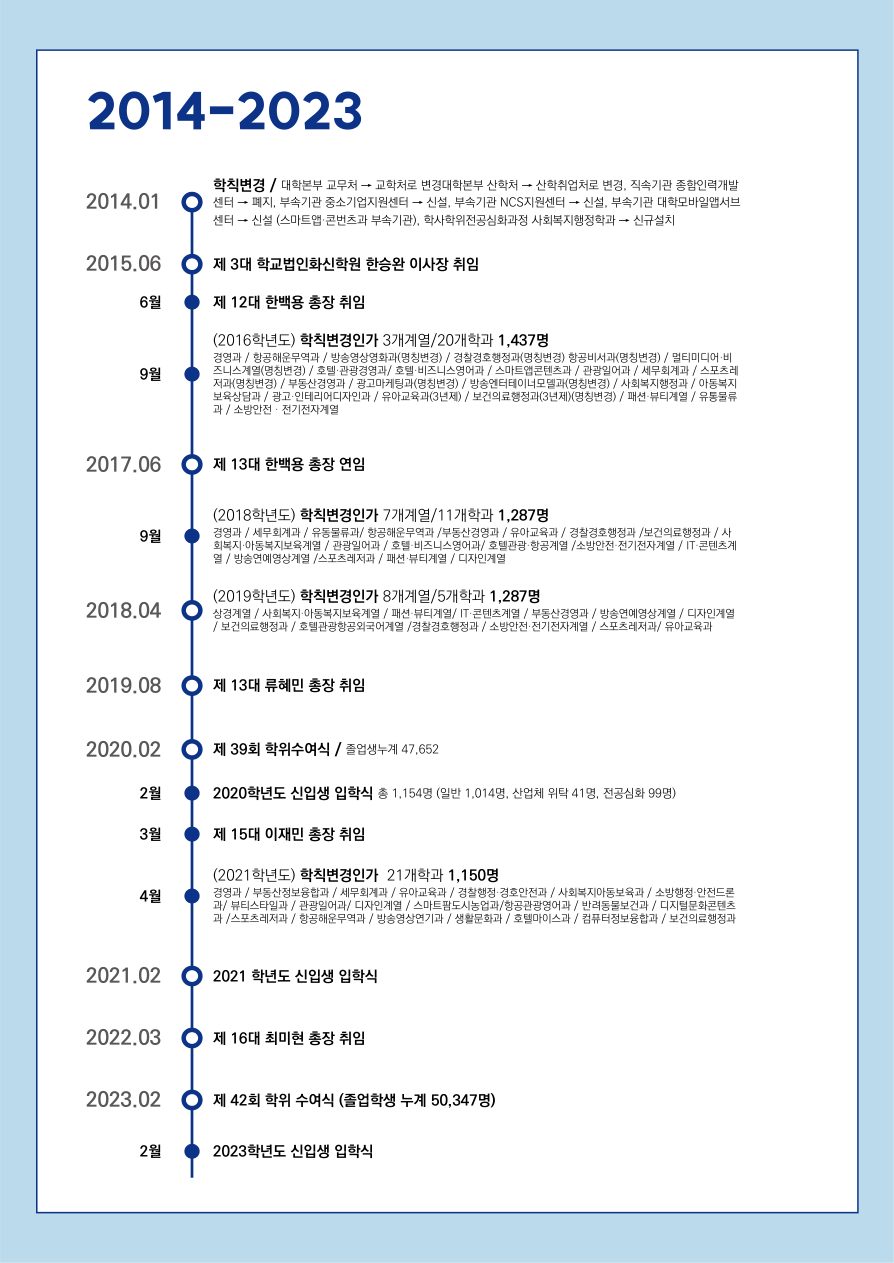 2014-2023
2014.01
학칙변경 / 대학본부 교무처 → 교학처로 변경대학본부 산학처 → 산학취업처로 변경, 직속기관 종합인력개발
센터 → 폐지, 부속기관 중소기업지원센터 → 신설, 부속기관 NCS지원센터 → 신설, 부속기관 대학모바일앱서브
센터 → 신설 (스마트앱·콘번츠과 부속기관), 학사학위전공심화과정 사회복지행정학과 → 신규설치
2015.06
제 3대 학교법인화신학원 한승완 이사장 취임
6월
제 12대 한백용 총장 취임
9월
(2016학년도) 학칙변경인가 3개계열/20개학과 1,437명
경영과 / 항공해운무역과 / 방송영상영화과(명칭변경) / 경찰경호행정과(명칭변경) 항공비서과(명칭변경) / 멀티미디어·비
즈니스계열(명칭변경) / 호텔·관광경영과/ 호텔·비즈니스영어과 / 스마트앱콘텐츠과 / 관광일어과 / 세무회계과 / 스포츠레
저과(명칭변경) / 부동산경영과 / 광고마케팅과(명칭변경) / 방송엔터테이너모델과(명칭변경) / 사회복지행정과 / 아동복지
보육상담과 / 광고·인테리어디자인과 / 유아교육과(3년제) / 보건의료행정과(3년제)(명칭변경) / 패션·뷰티계열 / 유통물류
과 / 소방안전 · 전기전자계열
2017.06
제 13대 한백용 총장 연임
9월
(2018학년도) 학칙변경인가 7개계열/11개학과 1,287명
경영과 / 세무회계과 / 유동물류과/ 항공해운무역과 /부동산경영과 / 유아교육과 / 경찰경호행정과 /보건의료행정과 / 사
회복지·아동복지보육계열 / 관광일어과 / 호텔·비즈니스영어과/ 호텔관광·항공계열 /소방안전·전기전자계열 / IT·콘텐츠계
열 / 방송연예영상계열 /스포츠레저과 / 패션·뷰티계열 / 디자인계열
2018.04
(2019학년도) 학칙변경인가 8개계열/5개학과 1,287명
상경계열 / 사회복지·아동복지보육계열 / 패션·뷰티계열/ IT·콘텐츠계열 / 부동산경영과 / 방송연예영상계열 / 디자인계열
/ 보건의료행정과 / 호텔관광항공외국어계열 /경찰경호행정과 / 소방안전·전기전자계열 / 스포츠레저과/ 유아교육과
2019.08
제 13대 류혜민 총장 취임
2020.02
제 39회 학위수여식 / 졸업생누계 47,652
2월
2020학년도 신입생 입학식 총 1,154명 (일반 1,014명, 산업체 위탁 41명, 전공심화 99명)
3월
제 15대 이재민 총장 취임
4월
(2021학년도) 학칙변경인가 21개학과 1,150명
경영과 / 부동산정보융합과 / 세무회계과 / 유아교육과 / 경찰행정·경호안전과 / 사회복지아동보육과 / 소방행정·안전드론
과/ 뷰티스타일과 / 관광일어과/ 디자인계열 / 스마트팜도시농업과/항공관광영어과 / 반려동물보건과 / 디지털문화콘텐츠
과 /스포츠레저과 / 항공해운무역과 / 방송영상연기과 / 생활문화과 / 호텔마이스과 / 컴퓨터정보융합과 / 보건의료행정과
2021.02
2021 학년도 신입생 입학식
2022.03
제 16대 최미현 총장 취임
2023.02
제 42회 학위 수여식 (졸업학생 누계 50,347명)
2월
2023학년도 신입생 입학식